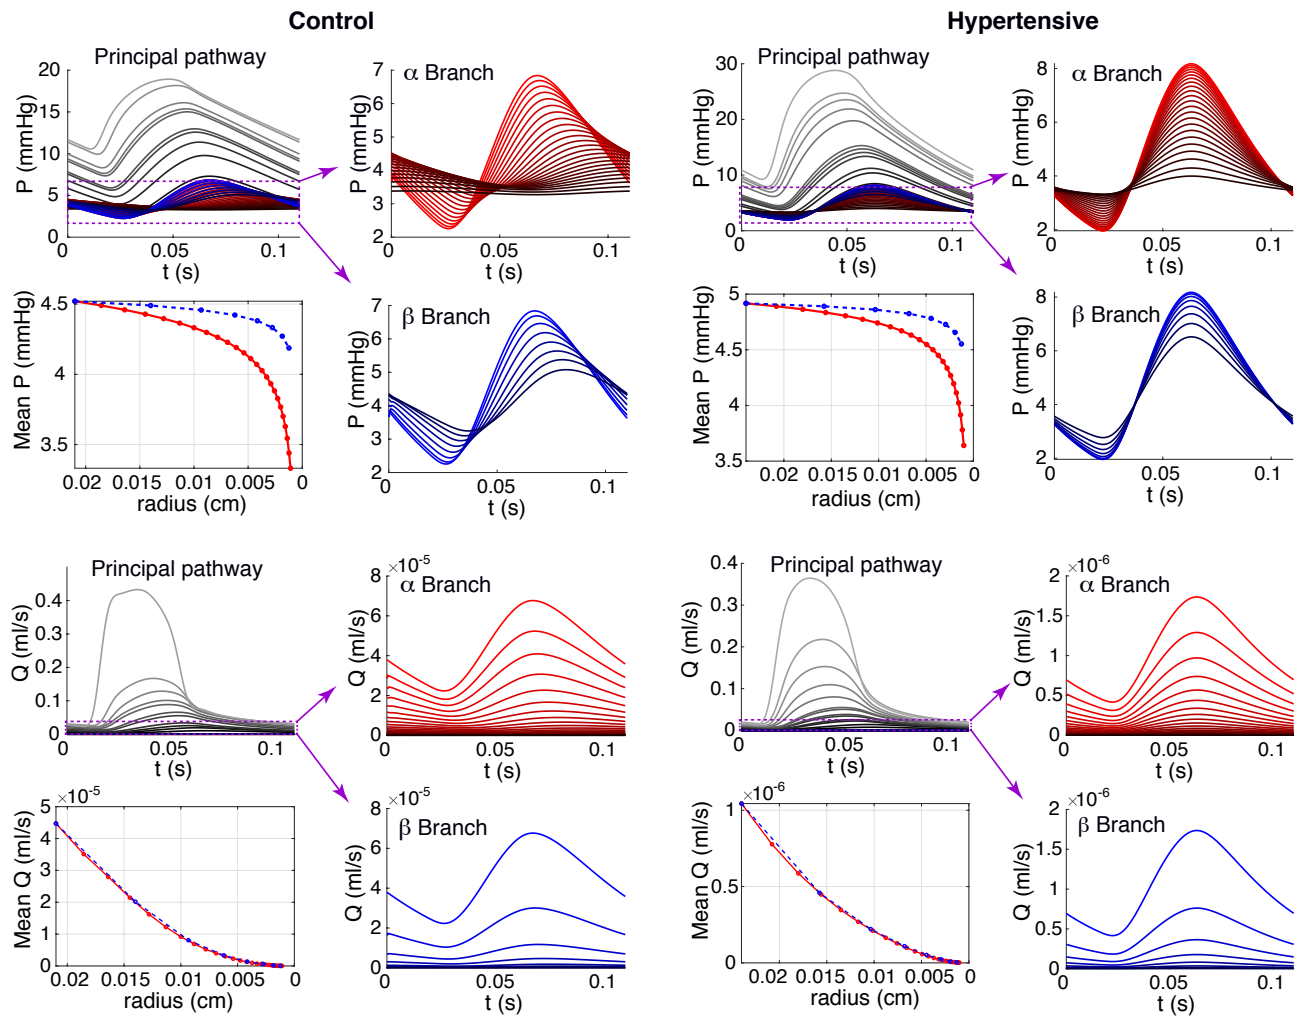 Control
Hypertensive
Principal pathway
P (mmHg)
20
15
10
5
0
0
0.05
0.1
t (s)
α Branch
P (mmHg)
7
6
5
4
3
2
0
0.05
0.1
t (s)
Principal pathway
P (mmHg)
30
20
10
0
0
0.05
0.1
t (s)
α Branch
P (mmHg)
8
6
4
2
0
0.05
0.1
t (s)
Mean P (mmHg)
4.5
4
3.5
0.02
0.015
0.01
0.005
0
radius (cm)
β Branch
P (mmHg)
7
6
5
4
3
2
0
0.05
0.1
t (s)
Mean P (mmHg)
5
4.5
4
3.5
0.02
0.015
0.01
0.005
0
radius (cm)
β Branch
P (mmHg)
8
6
4
2
0
0.05
0.1
t (s)
Principal pathway
Q (ml/s)
0.4
0.3
0.2
0.1
0
0
0.05
0.1
t (s)
×10⁻⁵
α Branch
Q (ml/s)
8
6
4
2
0
0
0.05
0.1
t (s)
Principal pathway
Q (ml/s)
0.4
0.3
0.2
0.1
0
0
0.05
0.1
t (s)
×10⁻⁶
α Branch
Q (ml/s)
2
1.5
1
0.5
0
0
0.05
0.1
t (s)
×10⁻⁵
Mean Q (ml/s)
5
4
3
2
1
0
0.02
0.015
0.01
0.005
0
radius (cm)
×10⁻⁵
β Branch
Q (ml/s)
8
6
4
2
0
0
0.05
0.1
t (s)
×10⁻⁶
Mean Q (ml/s)
1
0.5
0
0.02
0.015
0.01
0.005
0
radius (cm)
×10⁻⁶
β Branch
Q (ml/s)
2
1.5
1
0.5
0
0
0.05
0.1
t (s)